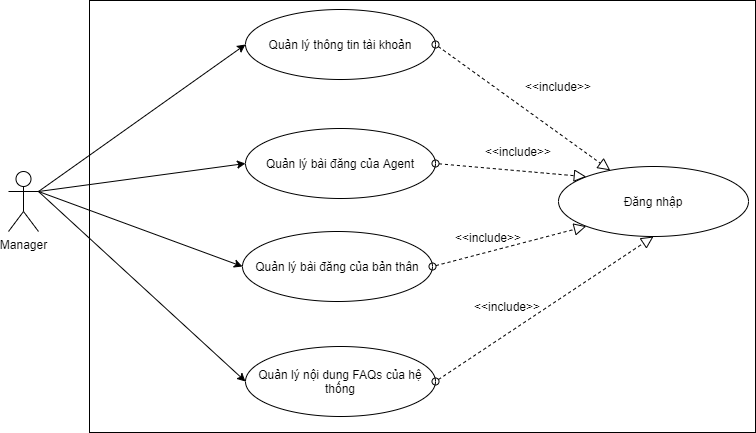 Quản lý thông tin tài khoản
<<include>>
Quản lý bài đăng của Agent
<<include>>
Đăng nhập
Manager
<<include>>
Quản lý bài đăng của bản thân
<<include>>
Quản lý nội dung FAQs của hệ
thống